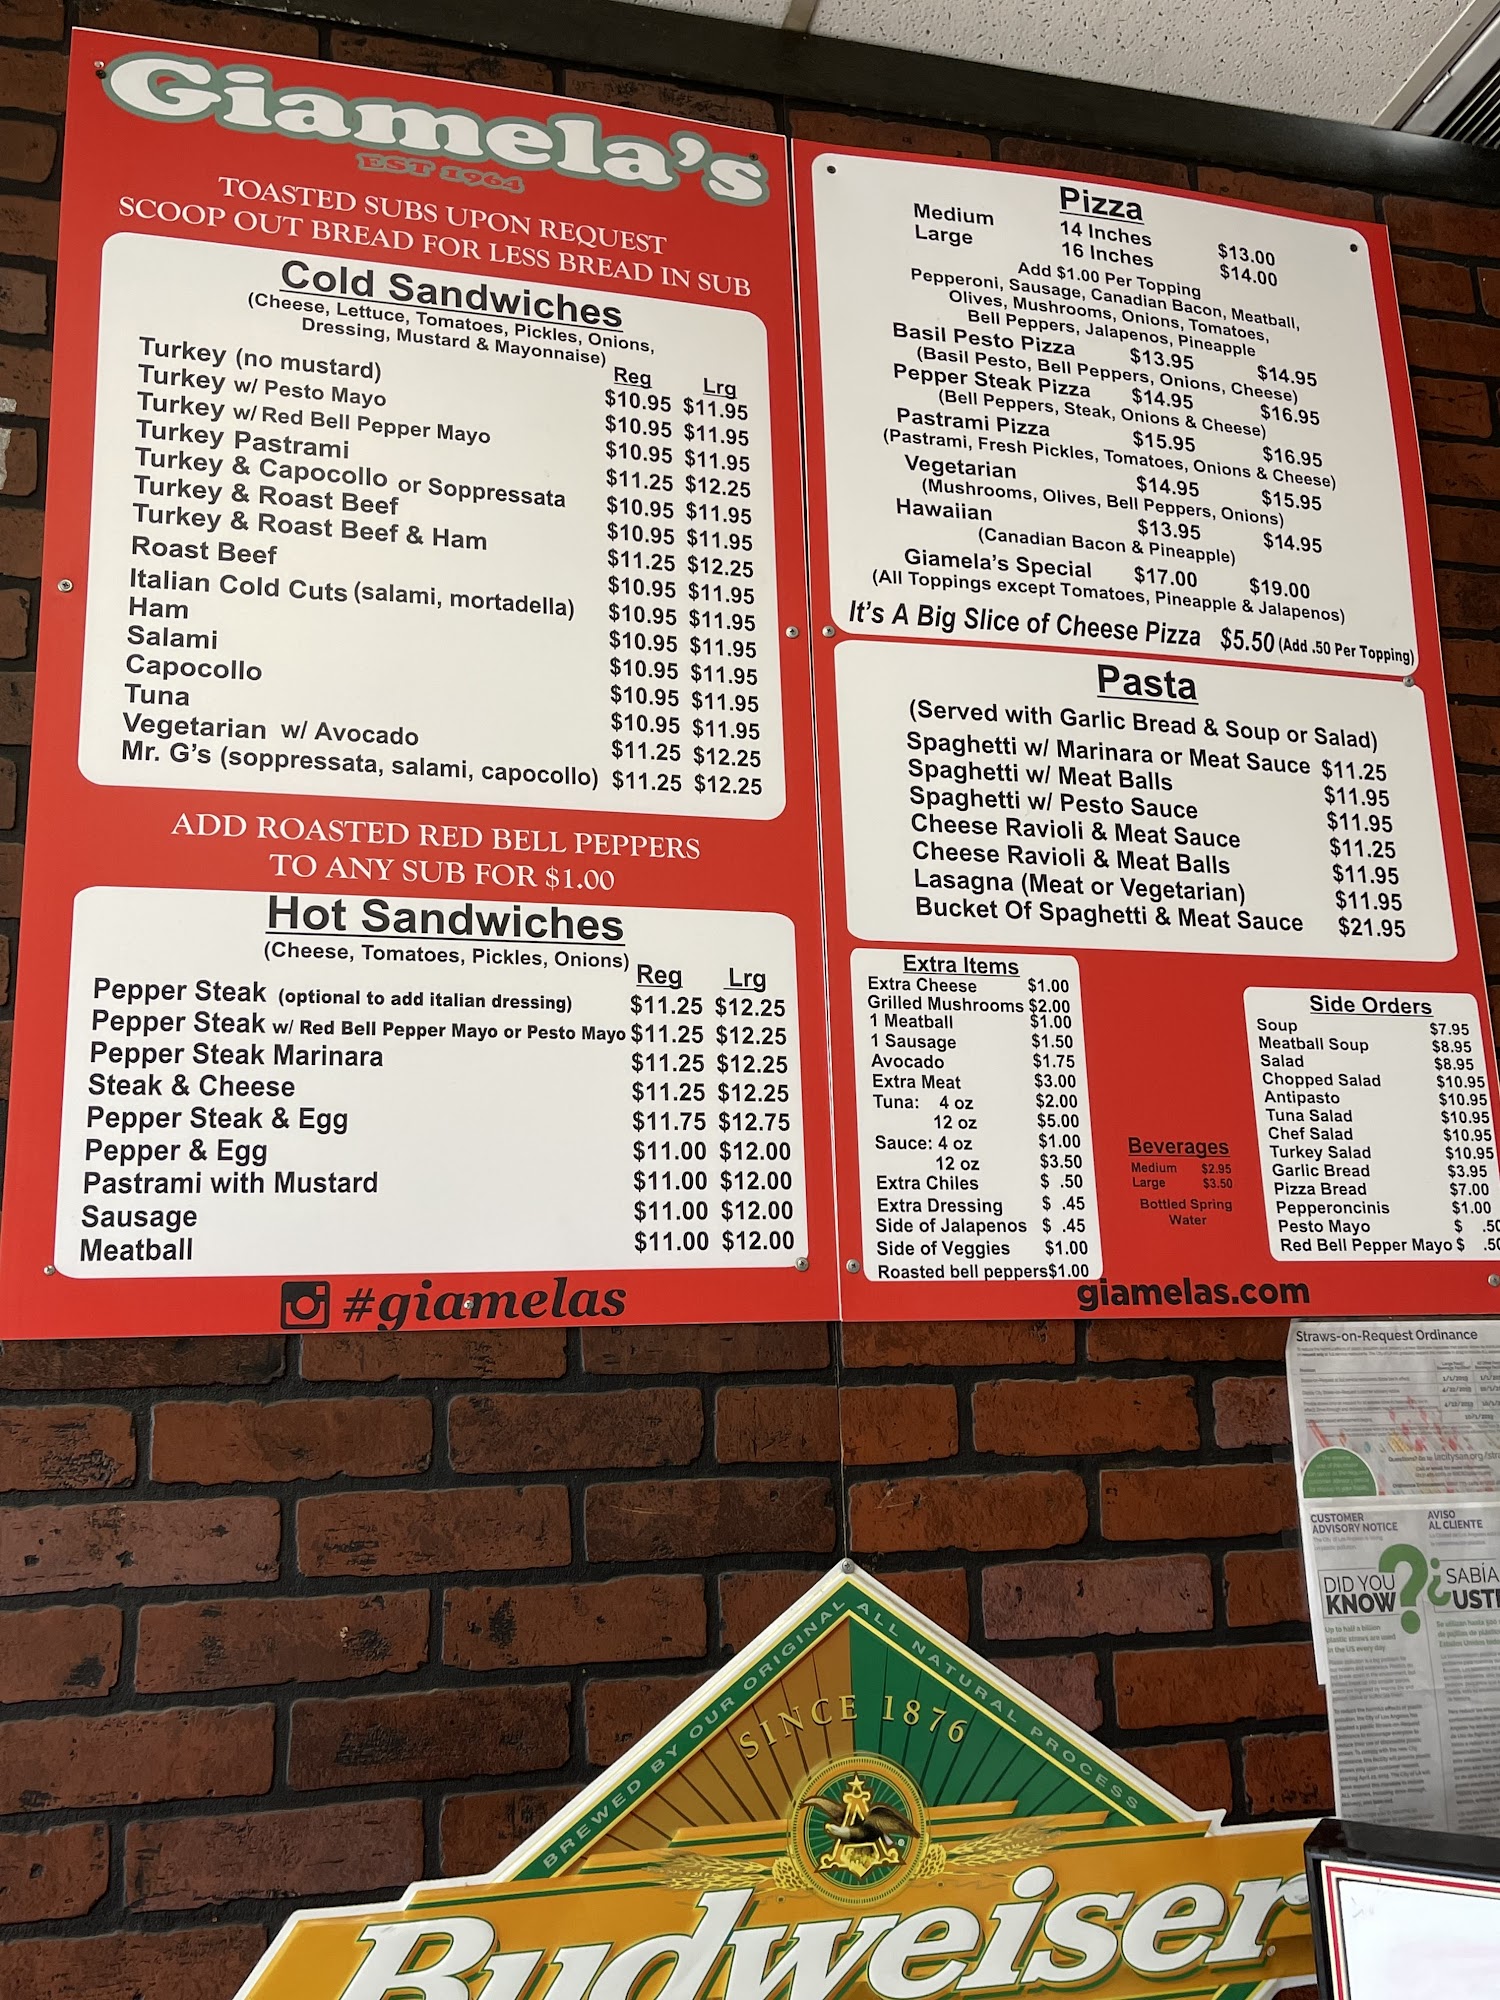 Giamela's
EST 1964
TOASTED SUBS UPON REQUEST
SCOOP OUT BREAD FOR LESS BREAD IN SUB
Cold Sandwiches
(Cheese, Lettuce, Tomatoes, Pickles, Onions,
Dressing, Mustard & Mayonnaise)
Reg Lrg
Turkey (no mustard) $10.95 $11.95
Turkey w/ Pesto Mayo $10.95 $11.95
Turkey w/ Red Bell Pepper Mayo $10.95 $11.95
Turkey Pastrami $11.25 $12.25
Turkey & Capocollo or Soppressata $10.95 $11.95
Turkey & Roast Beef $10.95 $11.95
Turkey & Roast Beef & Ham $11.25 $12.25
Roast Beef $10.95 $11.95
Italian Cold Cuts (salami, mortadella) $10.95 $11.95
Ham $10.95 $11.95
Salami $10.95 $11.95
Capocollo $10.95 $11.95
Tuna $10.95 $11.95
Vegetarian w/ Avocado $11.25 $12.25
Mr. G's (soppressata, salami, capocollo) $11.25 $12.25
ADD ROASTED RED BELL PEPPERS
TO ANY SUB FOR $1.00
Hot Sandwiches
(Cheese, Tomatoes, Pickles, Onions)
Reg Lrg
Pepper Steak (optional to add italian dressing) $11.25 $12.25
Pepper Steak w/ Red Bell Pepper Mayo or Pesto Mayo $11.25 $12.25
Pepper Steak Marinara $11.25 $12.25
Steak & Cheese $11.25 $12.25
Pepper Steak & Egg $11.75 $12.75
Pepper & Egg $11.00 $12.00
Pastrami with Mustard $11.00 $12.00
Sausage $11.00 $12.00
Meatball $11.00 $12.00
#giamelas
Pizza
Medium 14 Inches $13.00
Large 16 Inches $14.00
Add $1.00 Per Topping
Pepperoni, Sausage, Canadian Bacon, Meatball,
Olives, Mushrooms, Onions, Tomatoes,
Bell Peppers, Jalapenos, Pineapple
Basil Pesto Pizza $13.95 $14.95
(Basil Pesto, Bell Peppers, Onions, Cheese)
Pepper Steak Pizza $14.95 $16.95
(Bell Peppers, Steak, Onions & Cheese)
Pastrami Pizza $15.95 $16.95
(Pastrami, Fresh Pickles, Tomatoes, Onions & Cheese)
Vegetarian $14.95 $15.95
(Mushrooms, Olives, Bell Peppers, Onions)
Hawaiian $13.95 $14.95
(Canadian Bacon & Pineapple)
Giamela's Special $17.00 $19.00
(All Toppings except Tomatoes, Pineapple & Jalapenos)
It's A Big Slice of Cheese Pizza $5.50 (Add .50 Per Topping)
Pasta
(Served with Garlic Bread & Soup or Salad)
Spaghetti w/ Marinara or Meat Sauce $11.25
Spaghetti w/ Meat Balls $11.95
Spaghetti w/ Pesto Sauce $11.95
Cheese Ravioli & Meat Sauce $11.25
Cheese Ravioli & Meat Balls $11.95
Lasagna (Meat or Vegetarian) $11.95
Bucket Of Spaghetti & Meat Sauce $21.95
Extra Items
Extra Cheese $1.00
Grilled Mushrooms $2.00
1 Meatball $1.00
1 Sausage $1.50
Avocado $1.75
Extra Meat $3.00
Tuna: 4 oz $2.00
12 oz $5.00
Sauce: 4 oz $1.00
12 oz $3.50
Extra Chiles $ .50
Extra Dressing $ .45
Side of Jalapenos $ .45
Side of Veggies $1.00
Roasted bell peppers $1.00
Beverages
Medium $2.95
Large $3.50
Bottled Spring
Water
Side Orders
Soup $7.95
Meatball Soup $8.95
Salad $8.95
Chopped Salad $10.95
Antipasto $10.95
Tuna Salad $10.95
Chef Salad $10.95
Turkey Salad $10.95
Garlic Bread $3.95
Pizza Bread $7.00
Pepperoncinis $1.00
Pesto Mayo $ .50
Red Bell Pepper Mayo $ .50
giamelas.com
Straws-on-Request Ordinance
CUSTOMER
ADVISORY NOTICE
AVISO
AL CLIENTE
DID YOU
KNOW?
¿SABÍA
USTE
Up to half a billion
plastic straws are used
in the US every day.
BREWED BY OUR ORIGINAL ALL NATURAL PROCESS
SINCE 1876
Budweiser